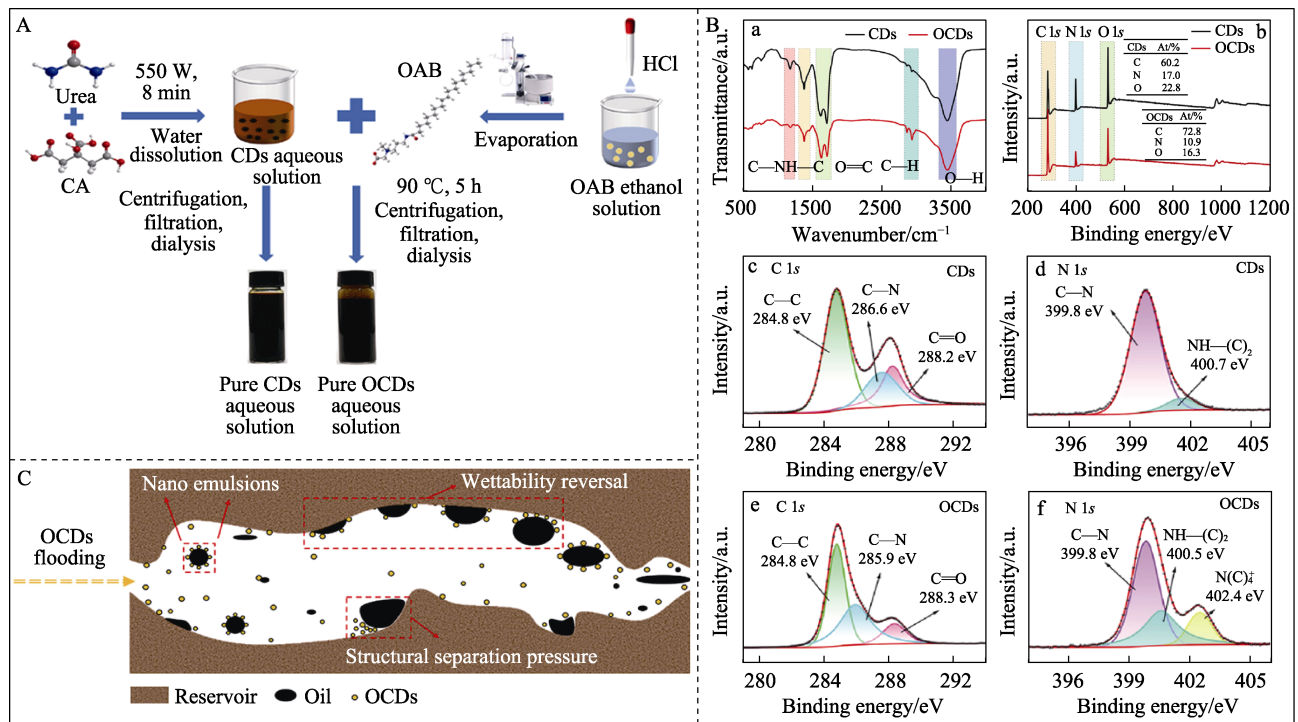 A
Urea
+
CA
550 W,
8 min
Water
dissolution
CDs aqueous
solution
OAB
Evaporation
HCl
OAB ethanol
solution
Centrifugation,
filtration,
dialysis
90 ℃, 5 h
Centrifugation,
filtration,
dialysis
Pure CDs
aqueous
solution
Pure OCDs
aqueous
solution
B
a
CDs
OCDs
Transmittance/a.u.
C—NH—C
O=C
C—H
O—H
500
1500
2500
3500
Wavenumber/cm⁻¹
b
C 1s
N 1s
O 1s
CDs
OCDs
CDs At/%
C 60.2
N 17.0
O 22.8
OCDs At/%
C 72.8
N 10.9
O 16.3
Intensity/a.u.
200 400 600 800 1000 1200
Binding energy/eV
c
C 1s
CDs
C—C
284.8 eV
C—N
286.6 eV
C=O
288.2 eV
Intensity/a.u.
280 284 288 292
Binding energy/eV
d
N 1s
CDs
C—N
399.8 eV
NH—(C)₂
400.7 eV
Intensity/a.u.
396 399 402 405
Binding energy/eV
e
C 1s
OCDs
C—C
284.8 eV
C—N
285.9 eV
C=O
288.3 eV
Intensity/a.u.
280 284 288 292
Binding energy/eV
f
N 1s
OCDs
C—N
399.8 eV
NH—(C)₂
400.5 eV
N(C)₄⁺
402.4 eV
Intensity/a.u.
396 399 402 405
Binding energy/eV
C
Nano emulsions
Wettability reversal
OCDs
flooding
Structural separation pressure
Reservoir
Oil
OCDs